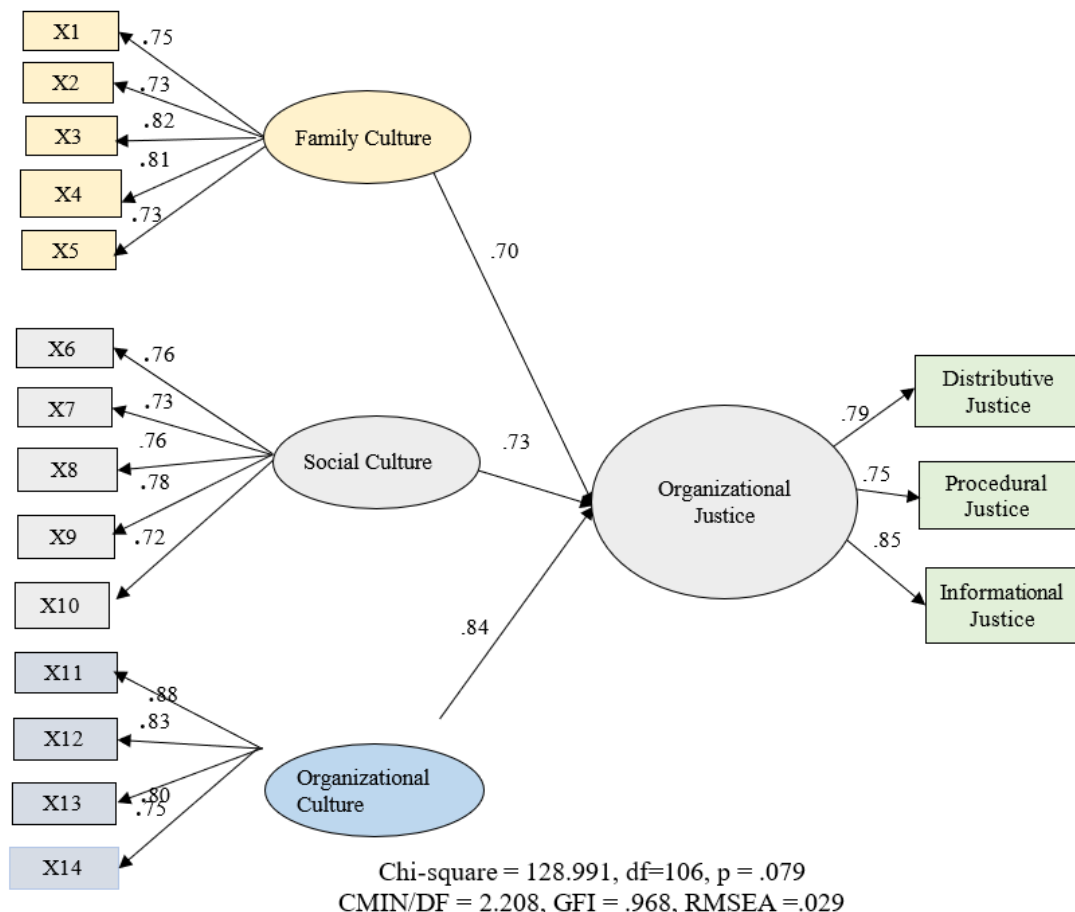 X1
.75
X2
.73
X3
.82
X4
.81
X5
.73
Family Culture
.70
X6
.76
X7
.73
X8
.76
X9
.78
X10
.72
Social Culture
.73
Organizational
Justice
.79
Distributive
Justice
.75
Procedural
Justice
.85
Informational
Justice
.84
X11
.88
X12
.83
X13
.80
X14
.75
Organizational
Culture
Chi-square = 128.991, df=106, p = .079
CMIN/DF = 2.208, GFI = .968, RMSEA =.029